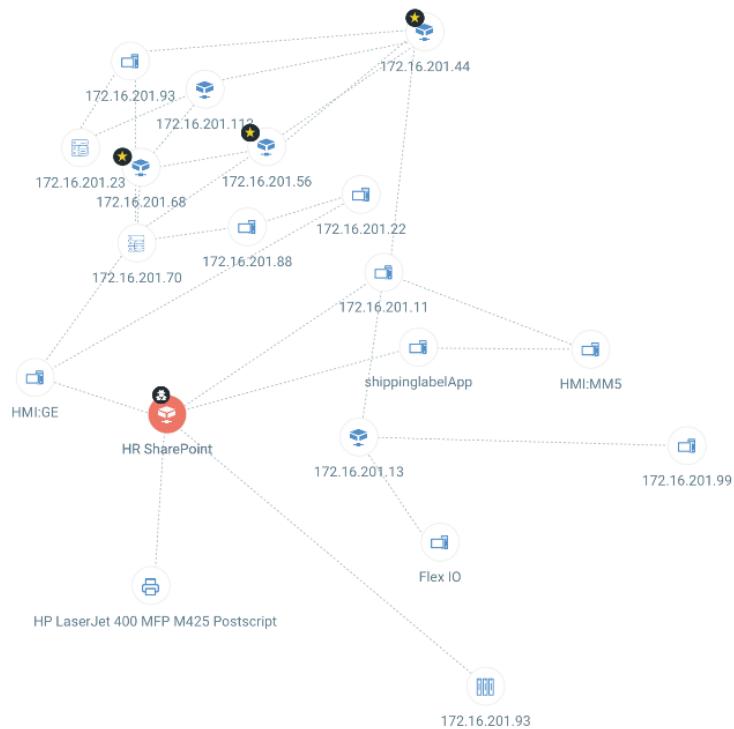 172.16.201.44
172.16.201.93
172.16.201.112
172.16.201.23
172.16.201.56
172.16.201.68
172.16.201.22
172.16.201.88
172.16.201.70
172.16.201.11
shippinglabelApp
HMI:MM5
HMI:GE
HR SharePoint
172.16.201.13
172.16.201.99
Flex IO
HP LaserJet 400 MFP M425 Postscript
172.16.201.93